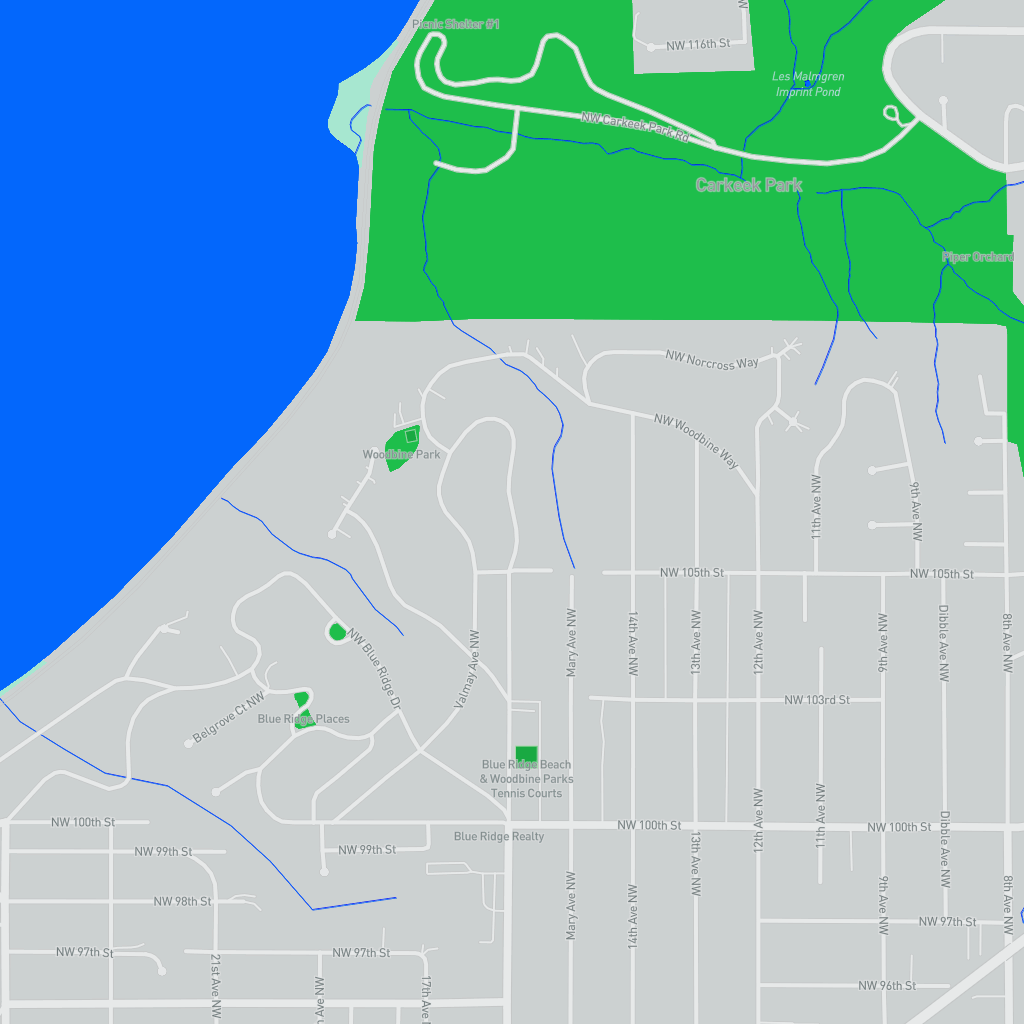 Picnic Shelter #1
NW 116th St
Les Malmgren
Imprint Pond
NW Carkeek Park Rd
Carkeek Park
Piper Orchard
NW Norcross Way
NW Woodbine Way
Woodbine Park
11th Ave NW
9th Ave NW
NW 105th St
NW 105th St
Mary Ave NW
14th Ave NW
13th Ave NW
12th Ave NW
9th Ave NW
Dibble Ave NW
8th Ave NW
Valmay Ave NW
NW Blue Ridge Dr
Belgrove Ct NW
Blue Ridge Places
NW 103rd St
Blue Ridge Beach
& Woodbine Parks
Tennis Courts
NW 100th St
NW 100th St
NW 100th St
Blue Ridge Realty
12th Ave NW
11th Ave NW
13th Ave NW
Dibble Ave NW
NW 99th St
NW 99th St
NW 98th St
Mary Ave NW
14th Ave NW
9th Ave NW
8th Ave NW
NW 97th St
NW 97th St
NW 97th St
21st Ave NW
17th Ave
Ave NW
NW 96th St